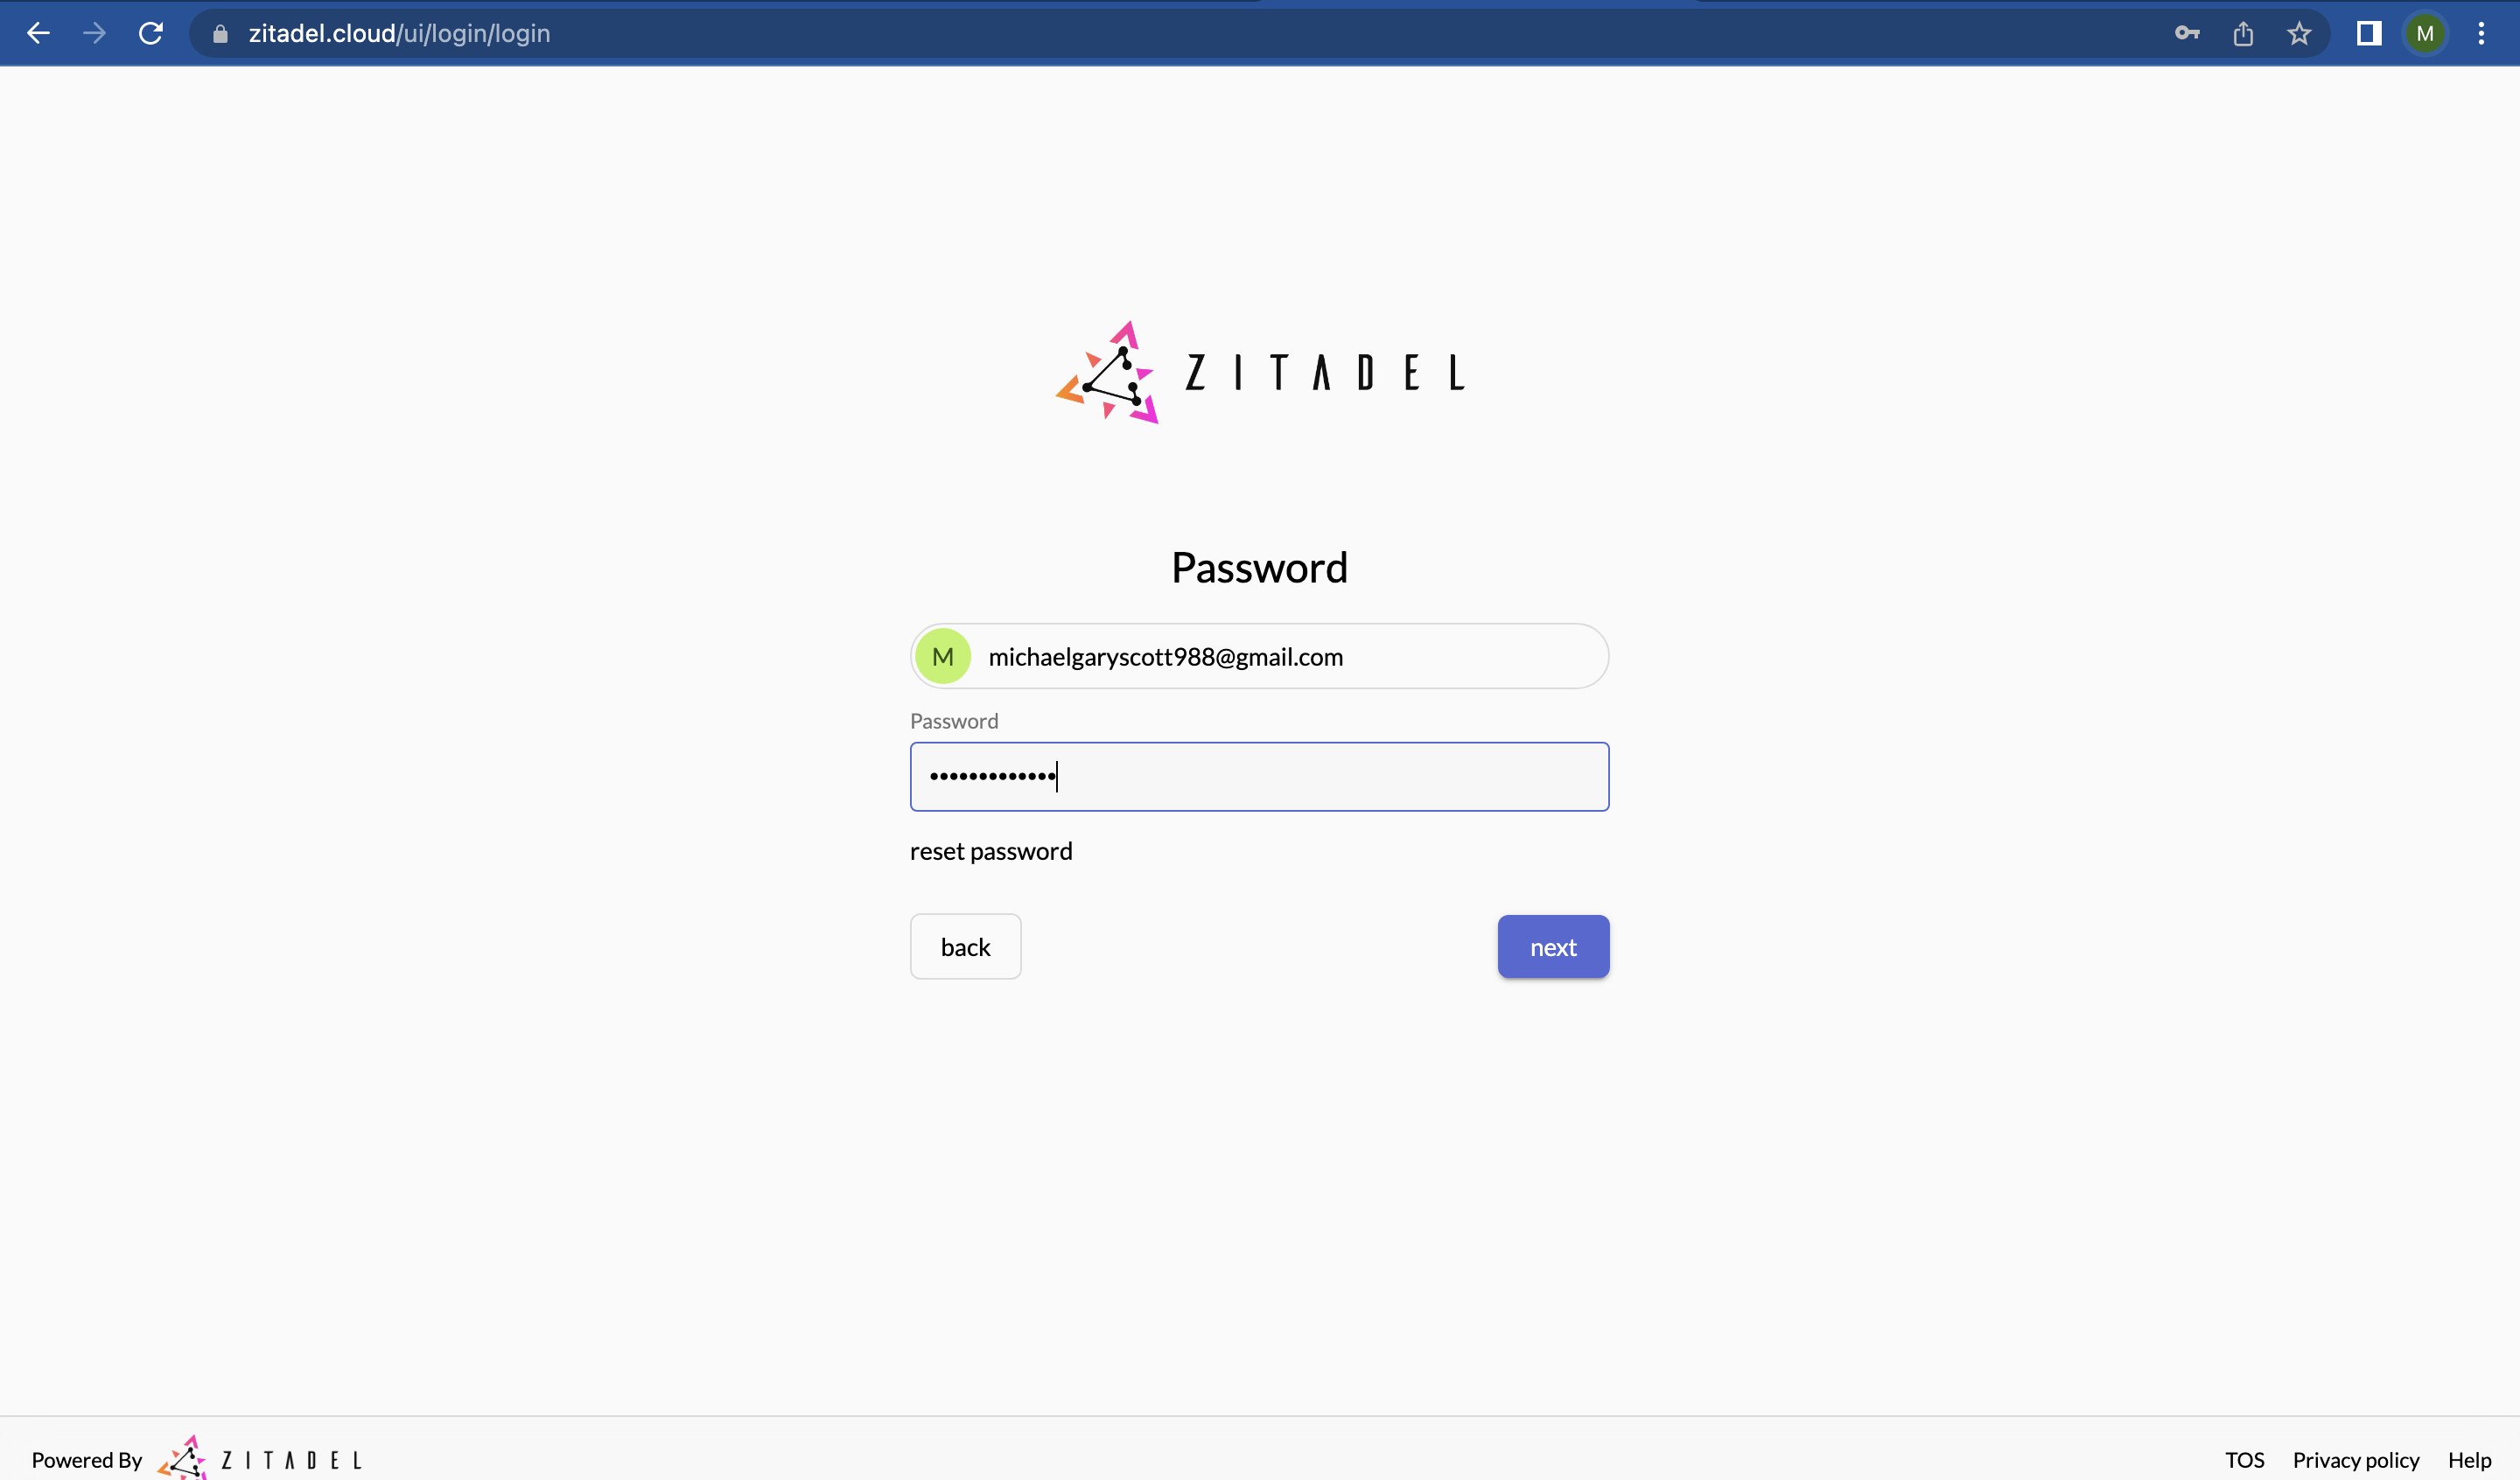 zitadel.cloud/ui/login/login
M
ZITADEL
Password
M michaelgaryscott988@gmail.com
Password
•••••••••••••
reset password
back next
Powered By ZITADEL TOS Privacy policy Help